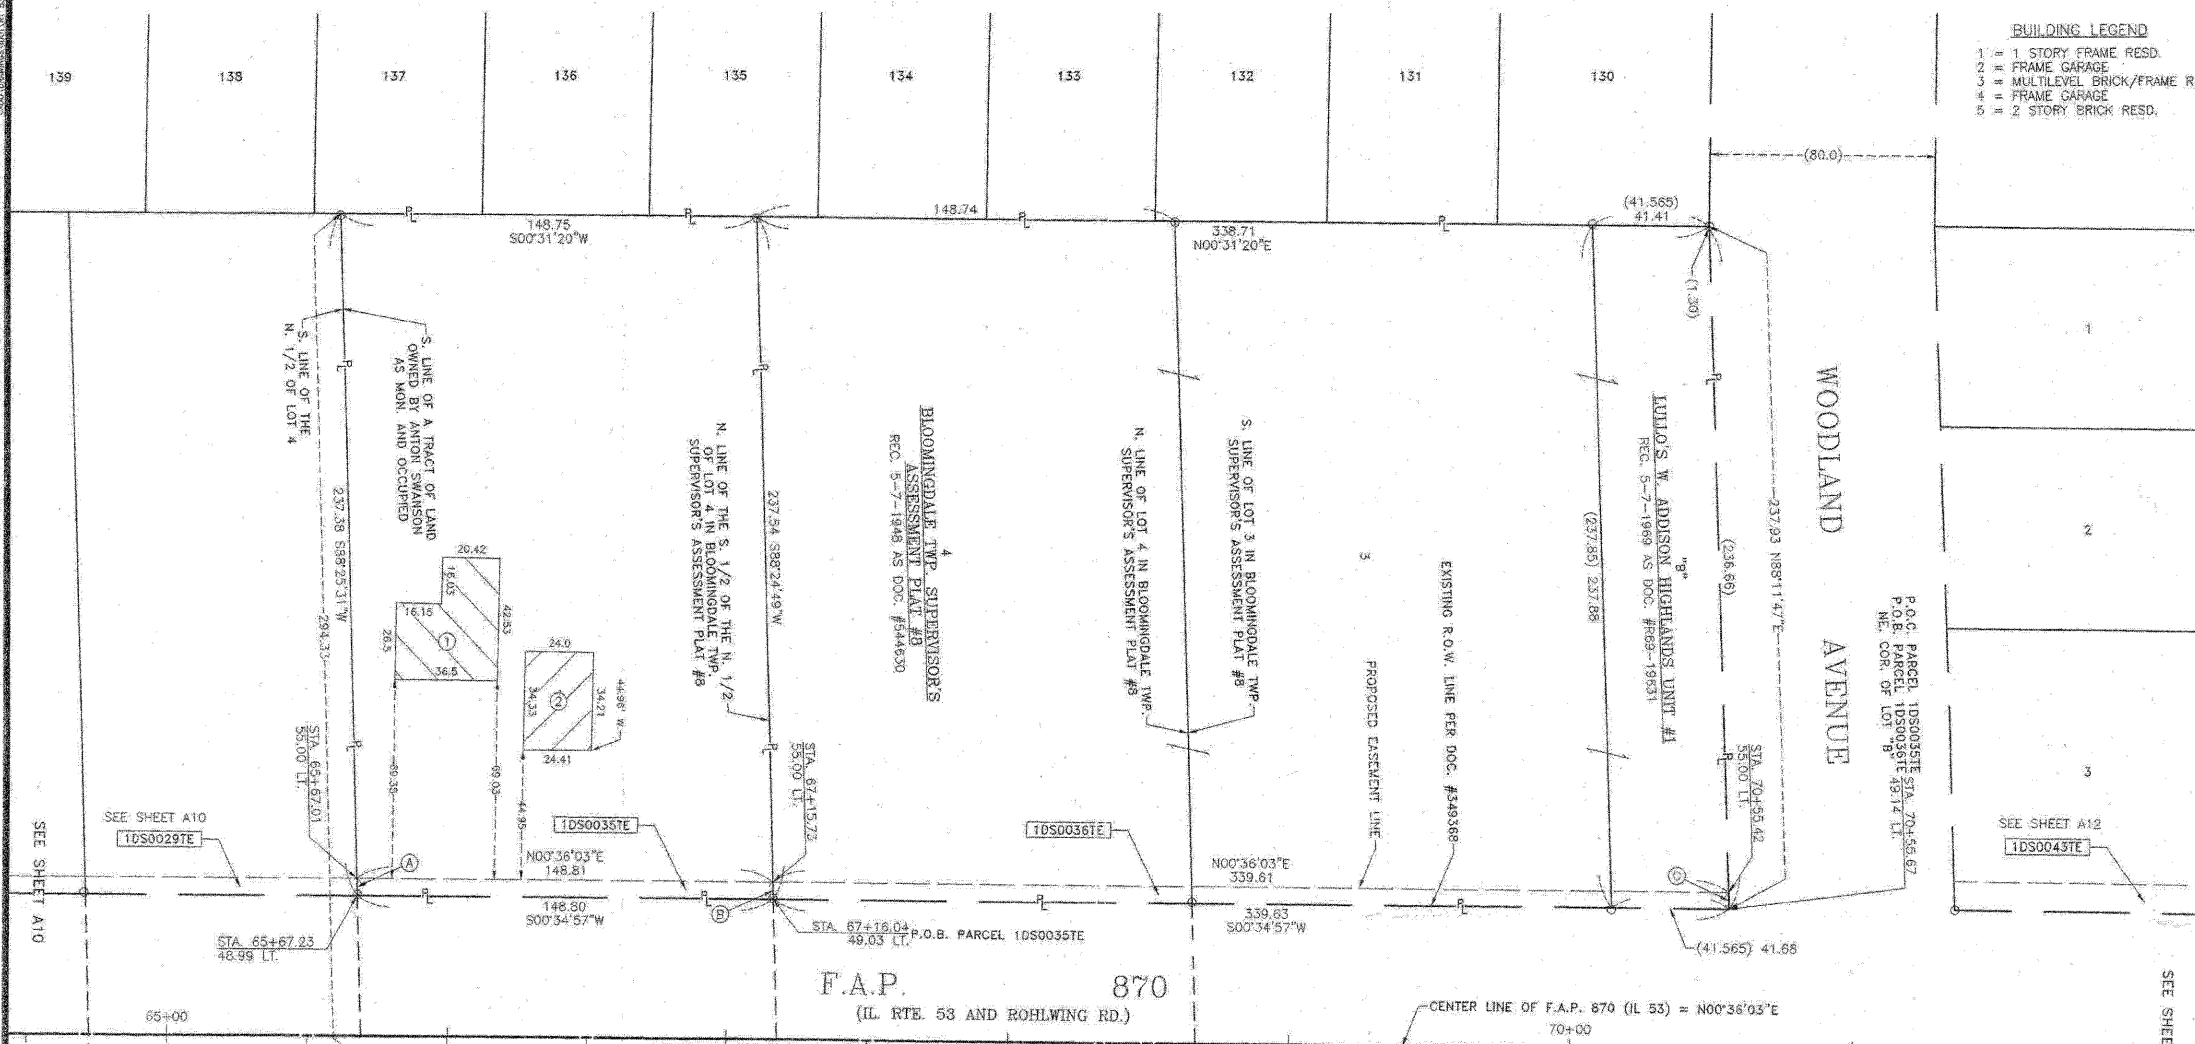 BUILDING LEGEND
1 = 1 STORY FRAME RESD.
2 = FRAME GARAGE
3 = MULTILEVEL BRICK/FRAME R
4 = FRAME GARAGE
5 = 2 STORY BRICK RESD.
139
138
137
136
135
134
133
132
131
130
(80.0)
148.75
S00°31'20"W
148.74
338.71
N00°31'20"E
(41.565)
41.41
(1.30)
S. LINE OF THE
N. 1/2 OF LOT 4
S. LINE OF A TRACT OF LAND
OWNED BY ANTON SWANSON
AS MON. AND OCCUPIED
237.38 S88°25'31"W
294.33
20.42
16.03
42.53
16.15
26.5
36.5
1
24.0
34.33
34.21
24.41
2
69.03
44.95
N. LINE OF THE S. 1/2 OF THE N. 1/2
OF LOT 4 IN BLOOMINGDALE TWP.
SUPERVISOR'S ASSESSMENT PLAT #8
237.54 S88°24'49"W
4
BLOOMINGDALE TWP. SUPERVISOR'S
ASSESSMENT PLAT #8
REC. 5-7-1948 AS DOC. #544630
N. LINE OF LOT 4 IN BLOOMINGDALE TWP.
SUPERVISOR'S ASSESSMENT PLAT #8
S. LINE OF LOT 3 IN BLOOMINGDALE TWP.
SUPERVISOR'S ASSESSMENT PLAT #8
3
PROPOSED EASEMENT LINE
EXISTING R.O.W. LINE PER DOC. #349368
(237.85) 237.88
"B"
LULLO'S W. ADDISON HIGHLANDS UNIT #1
REC. 5-7-1969 AS DOC. #R69-19631
(236.66)
237.93 N88°11'47"E
WOODLAND AVENUE
P.O.C. PARCEL 1DS0035TE
P.O.B. PARCEL 1DS0036TE
NE. COR. OF LOT "B"
STA. 70+55.67
49.14 LT.
STA. 70+55.42
55.00 LT.
1
2
3
SEE SHEET A12
1DS0043TE
SEE SHEET A10
1DS0029TE
SEE SHEET A10
STA. 65+67.01
55.00 LT.
A
1DS0035TE
N00°36'03"E
148.81
STA. 67+15.73
55.00 LT.
1DS0036TE
N00°36'03"E
339.61
C
148.80
S00°34'57"W
B
339.63
S00°34'57"W
STA. 65+67.23
48.99 LT.
STA. 67+16.04
49.03 LT.
P.O.B. PARCEL 1DS0035TE
(41.565) 41.68
F.A.P. 870
(IL. RTE. 53 AND ROHLWING RD.)
CENTER LINE OF F.A.P. 870 (IL 53) = N00°36'03"E
65+00
70+00
SEE SHEE